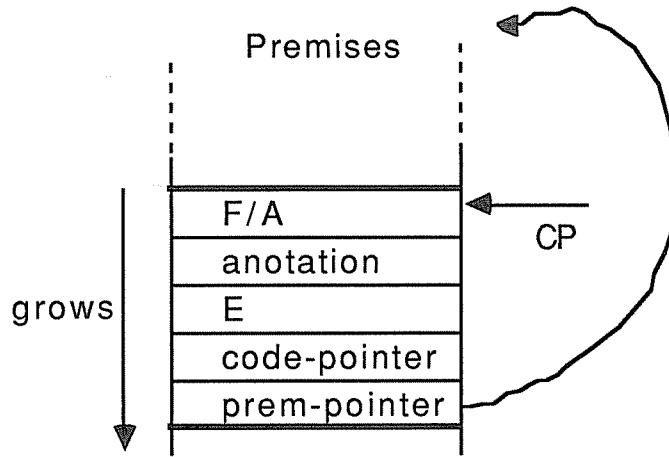 Premises
F/A
CP
anotation
grows
E
code-pointer
prem-pointer